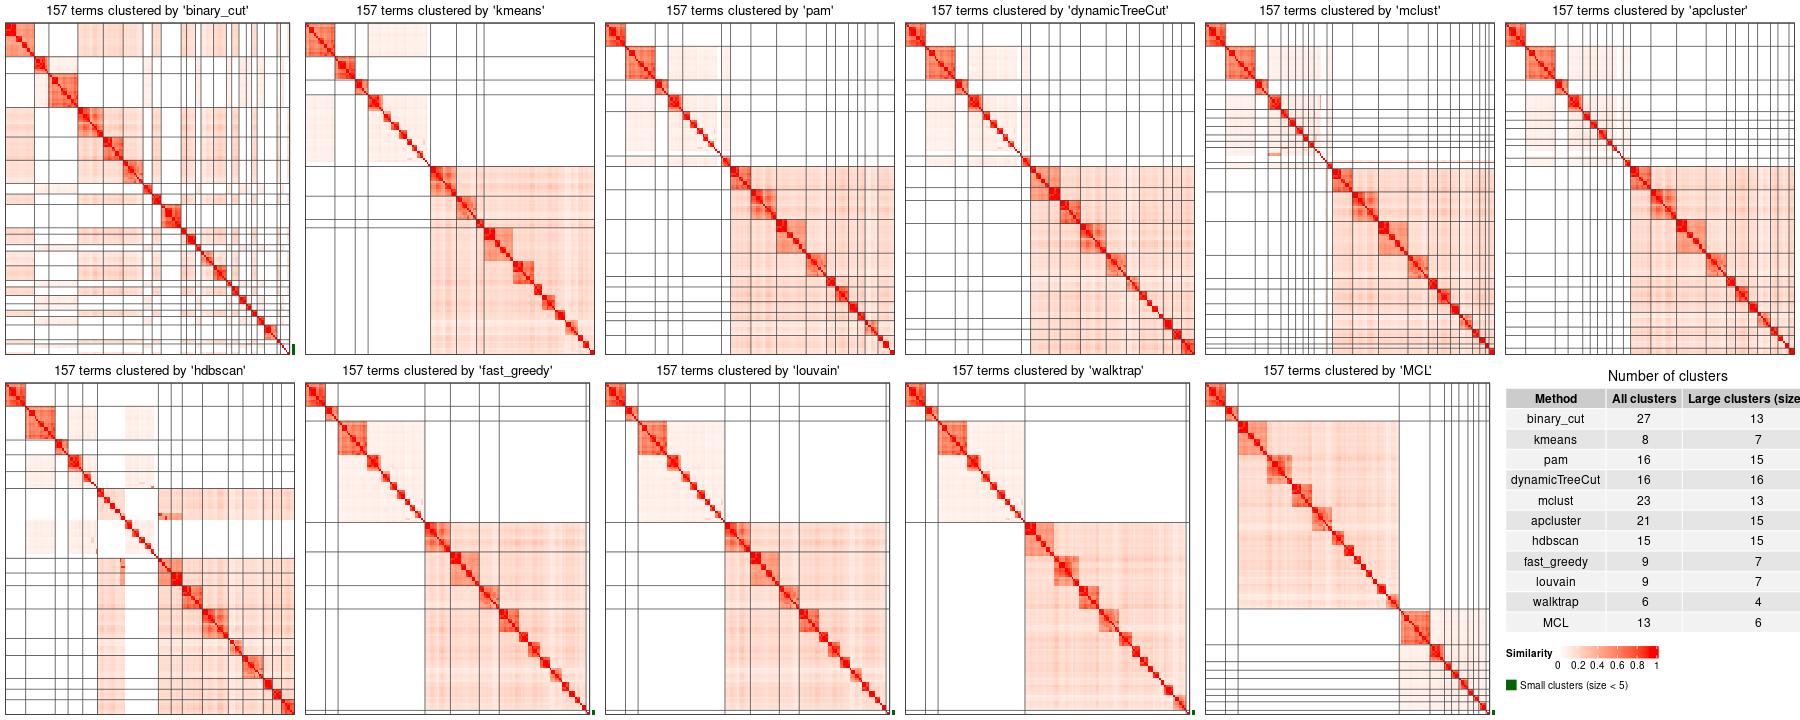 157 terms clustered by 'binary_cut'
157 terms clustered by 'kmeans'
157 terms clustered by 'pam'
157 terms clustered by 'dynamicTreeCut'
157 terms clustered by 'mclust'
157 terms clustered by 'apcluster'
157 terms clustered by 'hdbscan'
157 terms clustered by 'fast_greedy'
157 terms clustered by 'louvain'
157 terms clustered by 'walktrap'
157 terms clustered by 'MCL'
Number of clusters
Method All clusters Large clusters (size
binary_cut 27 13
kmeans 8 7
pam 16 15
dynamicTreeCut 16 16
mclust 23 13
apcluster 21 15
hdbscan 15 15
fast_greedy 9 7
louvain 9 7
walktrap 6 4
MCL 13 6
Similarity
0 0.2 0.4 0.6 0.8 1
Small clusters (size < 5)